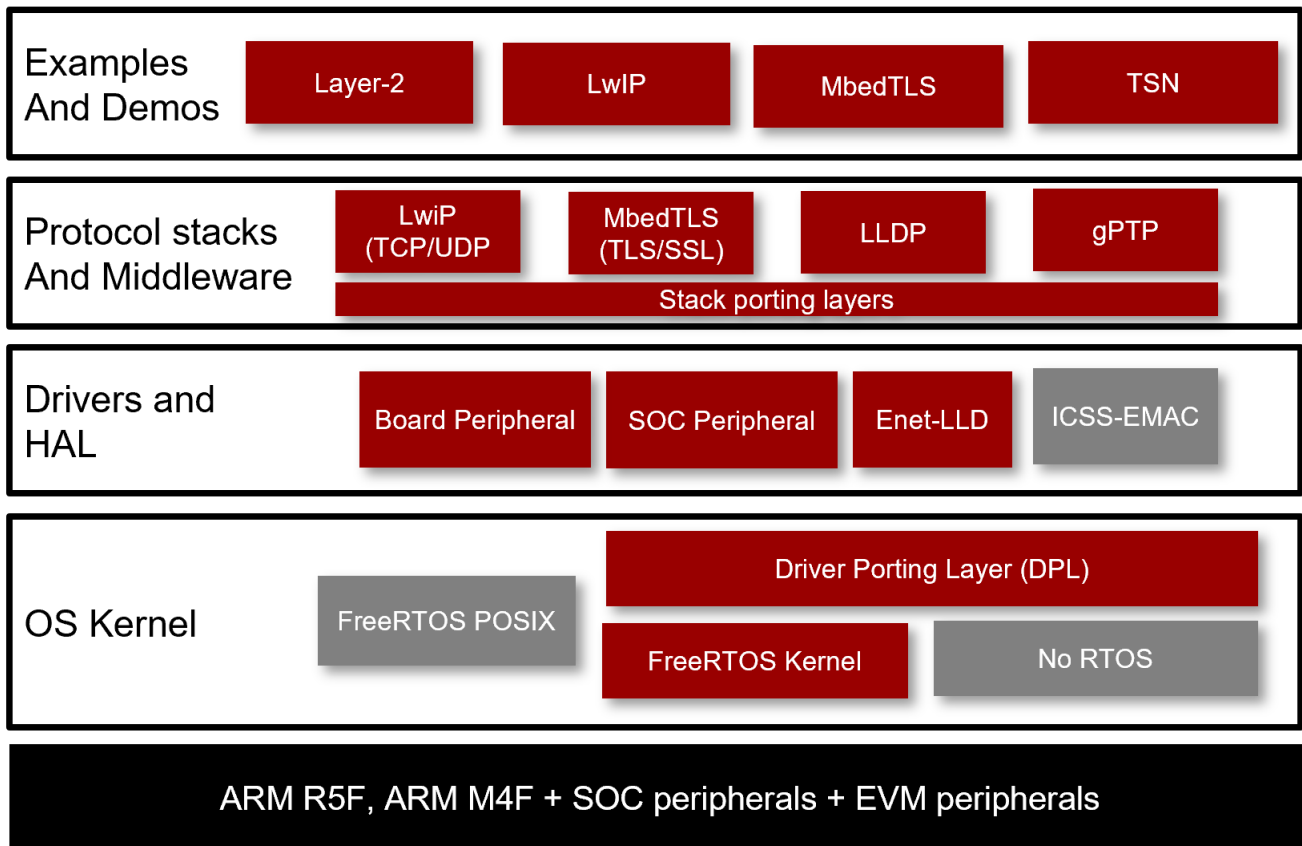 Examples
And Demos
Layer-2
LwIP
MbedTLS
TSN
Protocol stacks
And Middleware
LwiP
(TCP/UDP
MbedTLS
(TLS/SSL)
LLDP
gPTP
Stack porting layers
Drivers and
HAL
Board Peripheral
SOC Peripheral
Enet-LLD
ICSS-EMAC
OS Kernel
FreeRTOS POSIX
Driver Porting Layer (DPL)
FreeRTOS Kernel
No RTOS
ARM R5F, ARM M4F + SOC peripherals + EVM peripherals